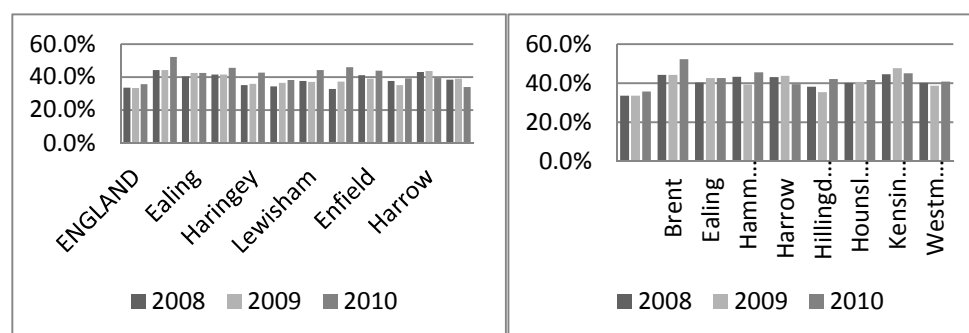 60.0%
40.0%
20.0%
0.0%
ENGLAND
Ealing
Haringey
Lewisham
Enfield
Harrow
2008 2009 2010
60.0%
40.0%
20.0%
0.0%
Brent
Ealing
Hamm...
Harrow
Hillingd...
Hounsl...
Kensin...
Westm...
2008 2009 2010